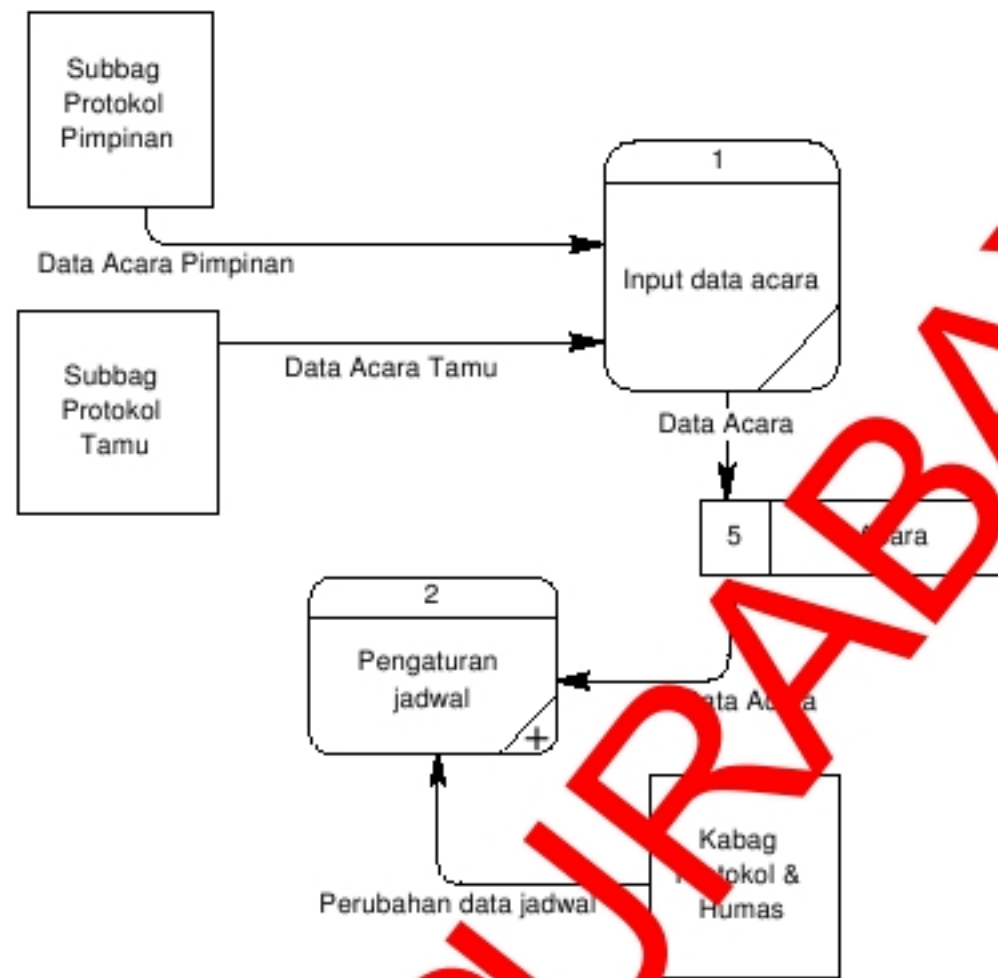 Subbag
Protokol
Pimpinan
1
Data Acara Pimpinan
Input data acara
Subbag
Protokol
Tamu
Data Acara Tamu
Data Acara
5
2
Pengaturan
jadwal
+
Kabag
&
Humas
Perubahan data jadwal